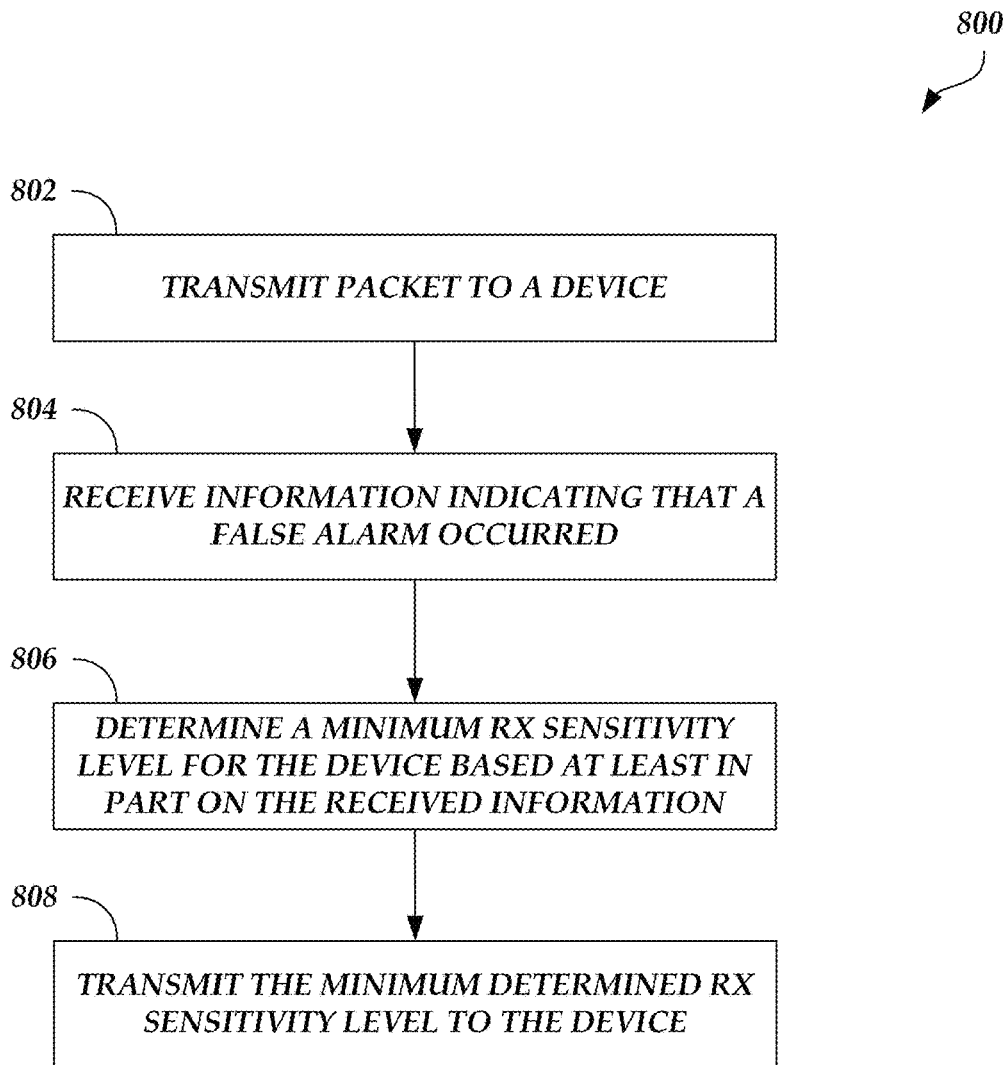 800
802
TRANSMIT PACKET TO A DEVICE
804
RECEIVE INFORMATION INDICATING THAT A
FALSE ALARM OCCURRED
806
DETERMINE A MINIMUM RX SENSITIVITY
LEVEL FOR THE DEVICE BASED AT LEAST IN
PART ON THE RECEIVED INFORMATION
808
TRANSMIT THE MINIMUM DETERMINED RX
SENSITIVITY LEVEL TO THE DEVICE